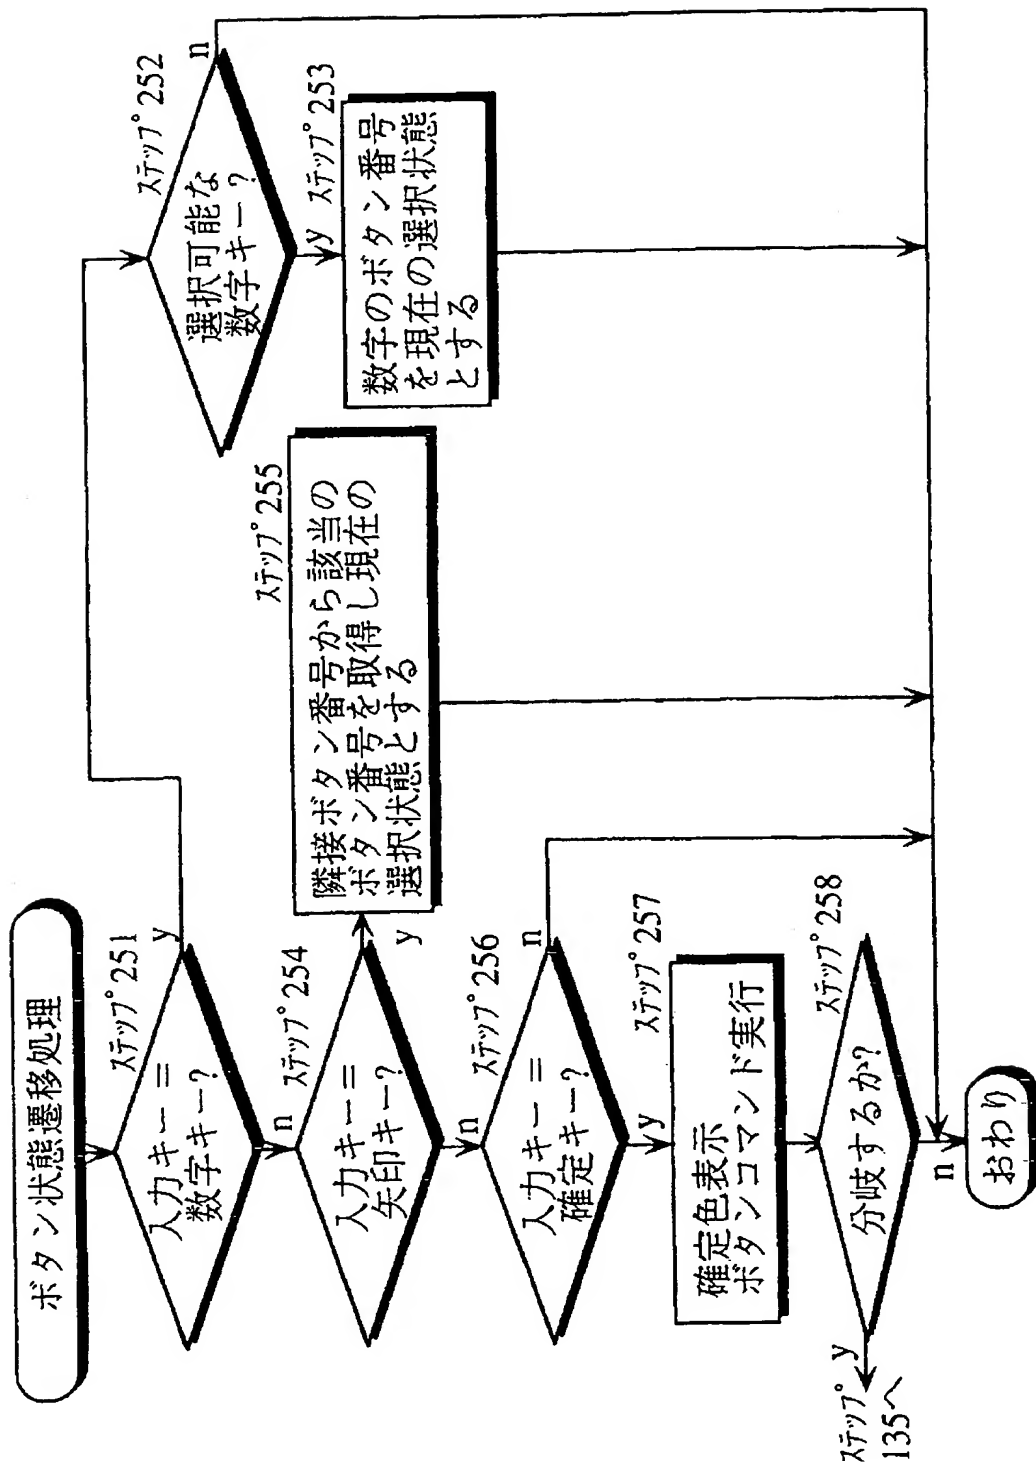 ボタン状態遷移処理
ステップ251
入力キー＝
数字キー？
y
n
ステップ252
選択可能な
数字キー？
n
y
ステップ253
数字のボタン番号
を現在の選択状態
とする
ステップ254
入力キー＝
矢印キー？
y
n
ステップ255
隣接ボタン番号から該当の
ボタン番号を取得し現在の
選択状態とする
ステップ256
入力キー＝
確定キー？
n
y
ステップ257
確定色表示
ボタンコマンド実行
ステップ258
分岐するか？
y
ステップ
135へ
n
おわり